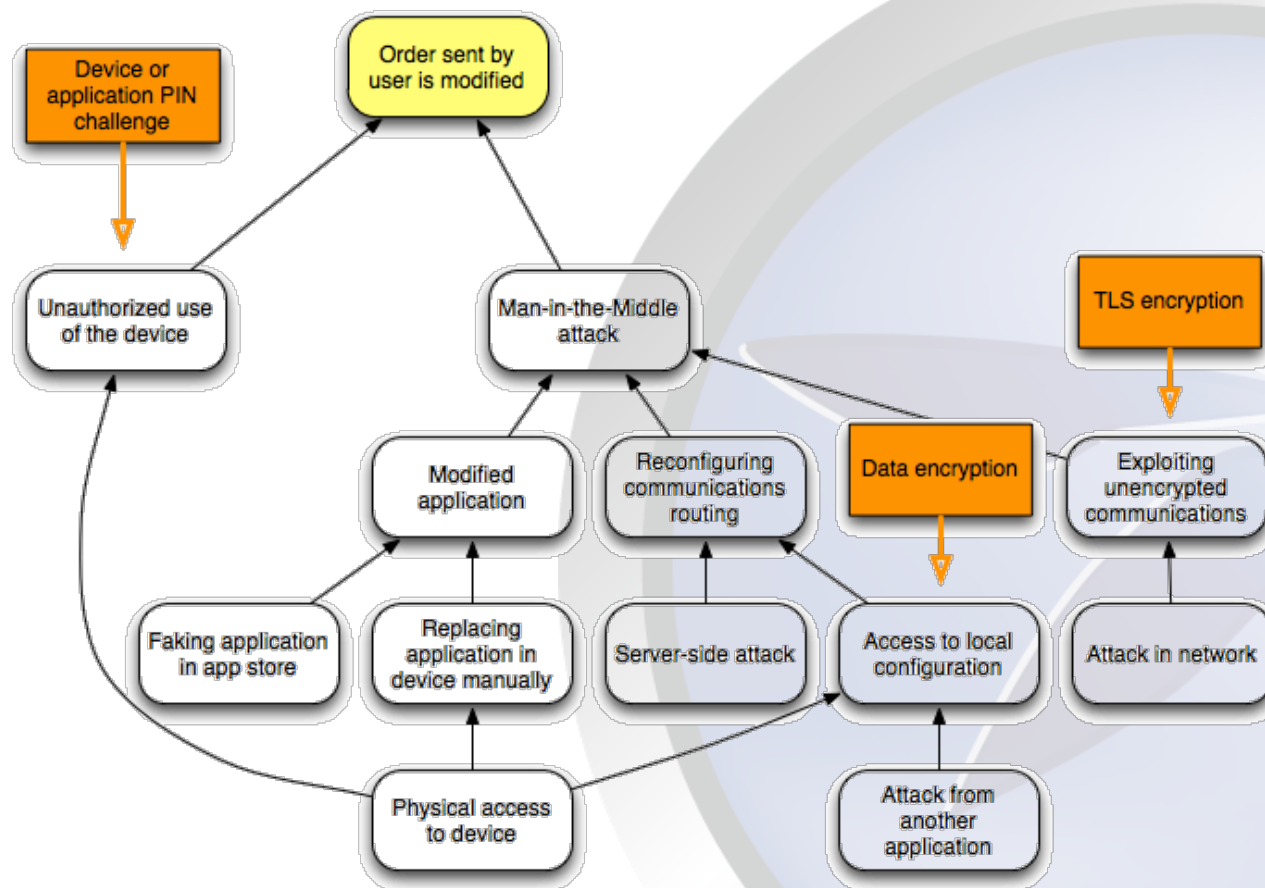 Order sent by
user is modified
Device or
application PIN
challenge
Unauthorized use
of the device
Man-in-the-Middle
attack
TLS encryption
Modified
application
Reconfiguring
communications
routing
Data encryption
Exploiting
unencrypted
communications
Faking application
in app store
Replacing
application in
device manually
Server-side attack
Access to local
configuration
Attack in network
Physical access
to device
Attack from
another
application